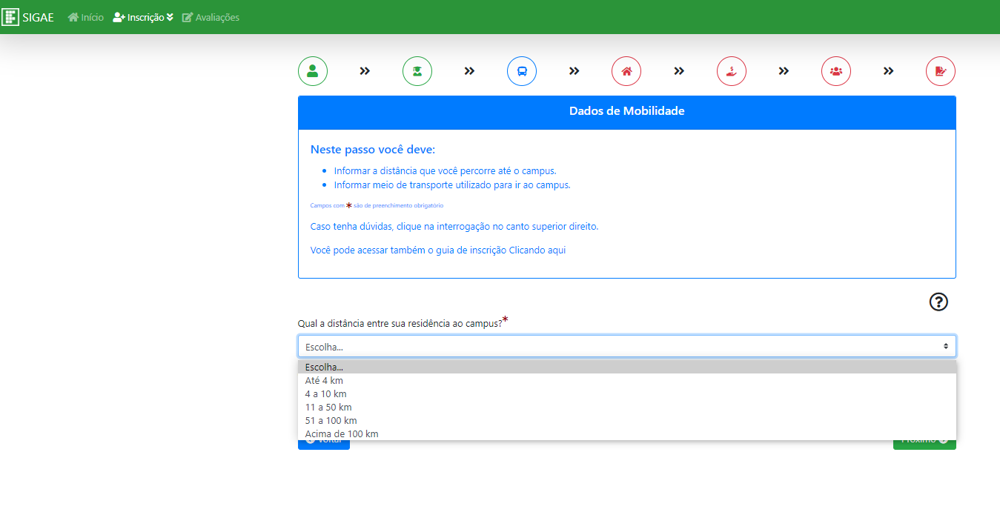 SIGAE Início Inscrição Avaliações
Dados de Mobilidade
Neste passo você deve:
Informar a distância que você percorre até o campus.
Informar meio de transporte utilizado para ir ao campus.
Campos com * são de preenchimento obrigatório
Caso tenha dúvidas, clique na interrogação no canto superior direito.
Você pode acessar também o guia de inscrição Clicando aqui
Qual a distância entre sua residência ao campus?*
Escolha...
Escolha...
Até 4 km
4 a 10 km
11 a 50 km
51 a 100 km
Acima de 100 km
Voltar Próximo